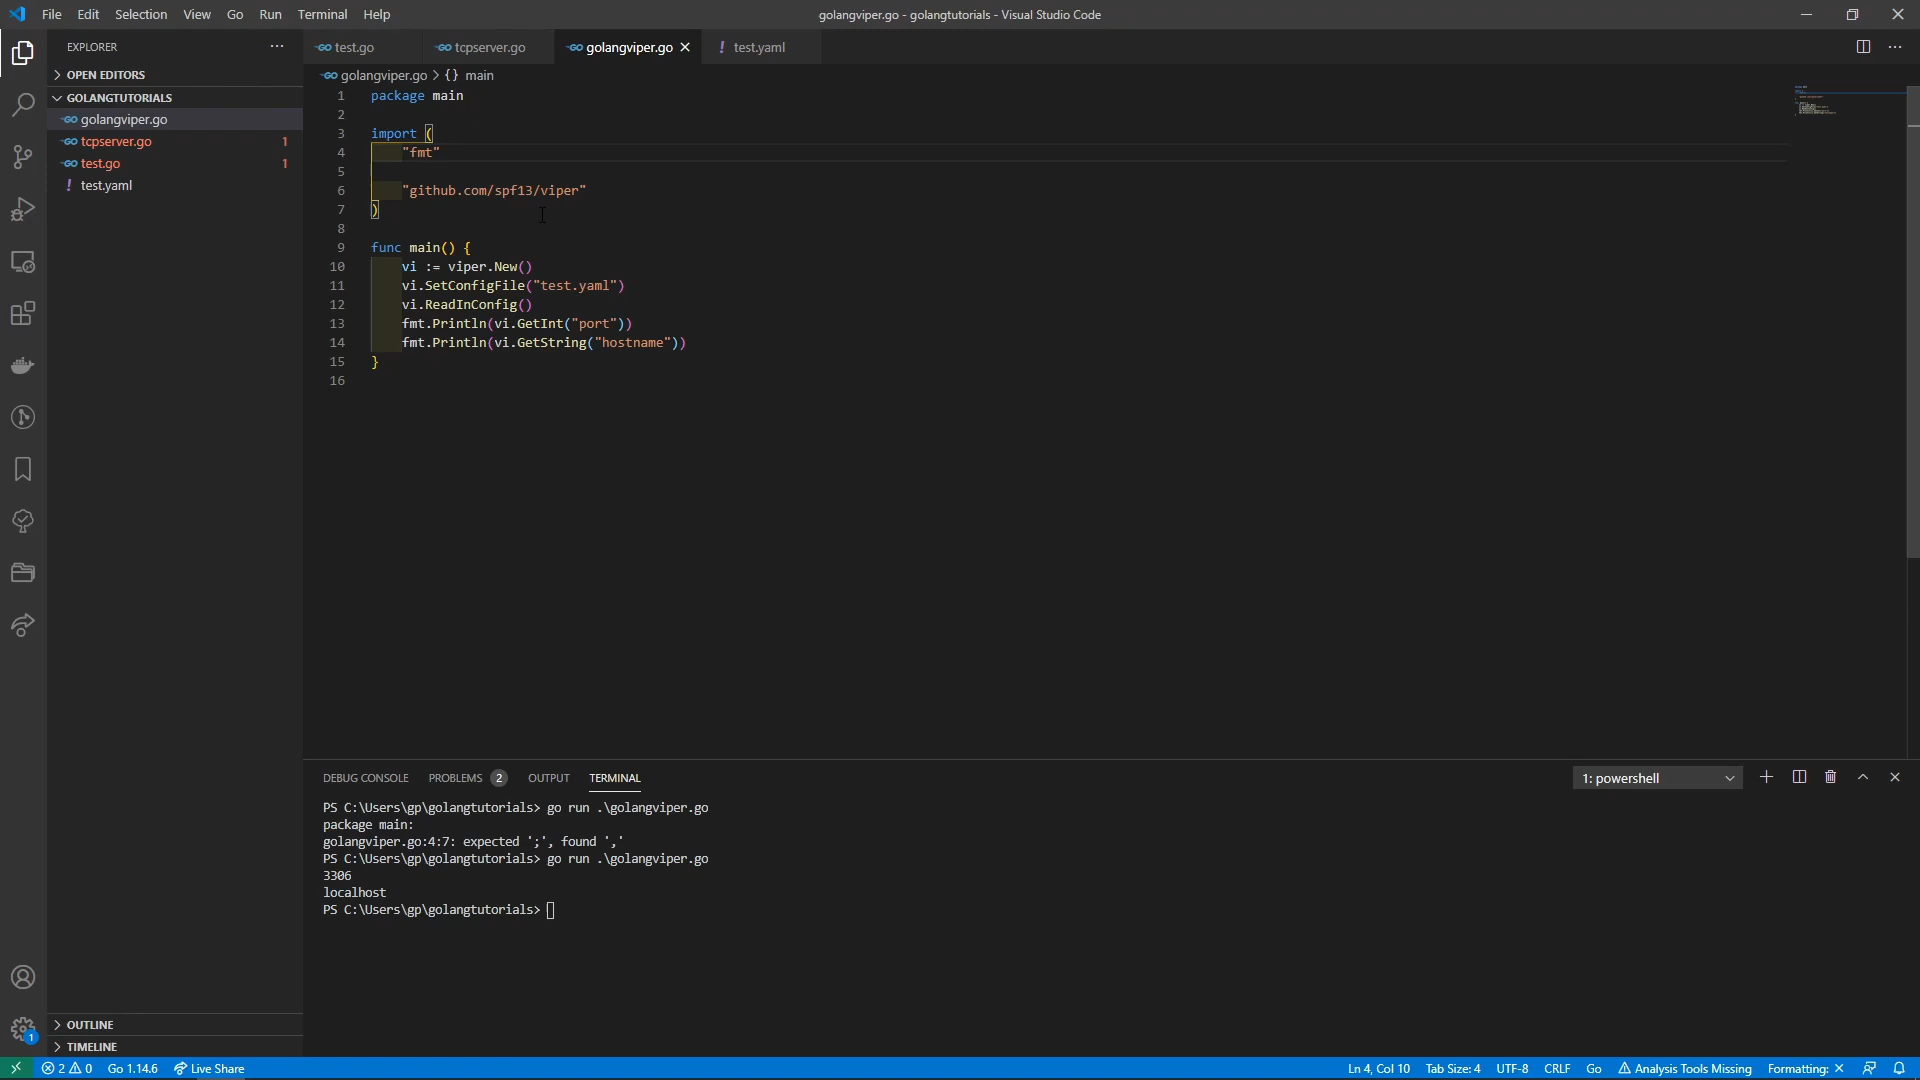 File Edit Selection View Go Run Terminal Help
golangviper.go - golangtutorials - Visual Studio Code
EXPLORER
OPEN EDITORS
GOLANGTUTORIALS
golangviper.go
tcpserver.go 1
test.go 1
! test.yaml
OUTLINE
TIMELINE
test.go tcpserver.go golangviper.go ! test.yaml
golangviper.go > {} main
1 package main
2
3 import (
4 "fmt"
5
6 "github.com/spf13/viper"
7 )
8
9 func main() {
10 vi := viper.New()
11 vi.SetConfigFile("test.yaml")
12 vi.ReadInConfig()
13 fmt.Println(vi.GetInt("port"))
14 fmt.Println(vi.GetString("hostname"))
15 }
16
DEBUG CONSOLE PROBLEMS 2 OUTPUT TERMINAL
1: powershell
PS C:\Users\gp\golangtutorials> go run .\golangviper.go
package main:
golangviper.go:4:7: expected ';', found ','
PS C:\Users\gp\golangtutorials> go run .\golangviper.go
3306
localhost
PS C:\Users\gp\golangtutorials>
1
2 0 Go 1.14.6 Live Share
Ln 4, Col 10 Tab Size: 4 UTF-8 CRLF Go Analysis Tools Missing Formatting: ✕